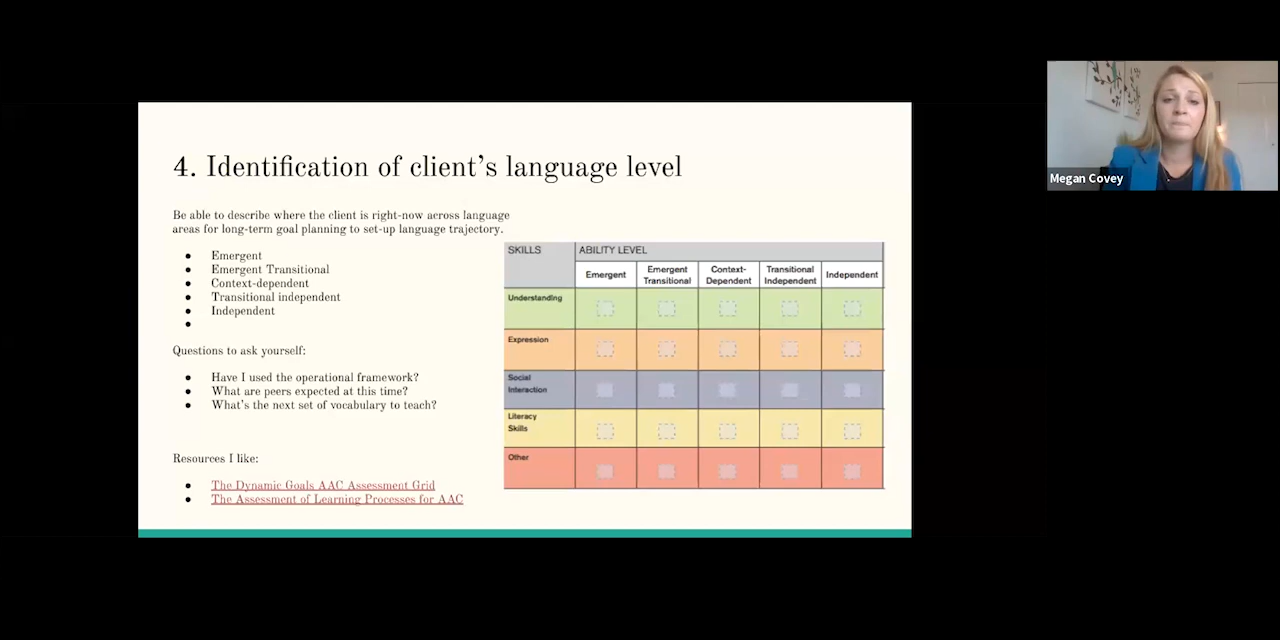 4. Identification of client's language level
Be able to describe where the client is right-now across language
areas for long-term goal planning to set-up language trajectory.
● Emergent
● Emergent Transitional
● Context-dependent
● Transitional independent
● Independent
●
Questions to ask yourself:
● Have I used the operational framework?
● What are peers expected at this time?
● What's the next set of vocabulary to teach?
Resources I like:
● The Dynamic Goals AAC Assessment Grid
● The Assessment of Learning Processes for AAC
SKILLS ABILITY LEVEL
Emergent Emergent Transitional Context-Dependent Transitional Independent Independent
Understanding
Expression
Social
Interaction
Literacy
Skills
Other
Megan Covey